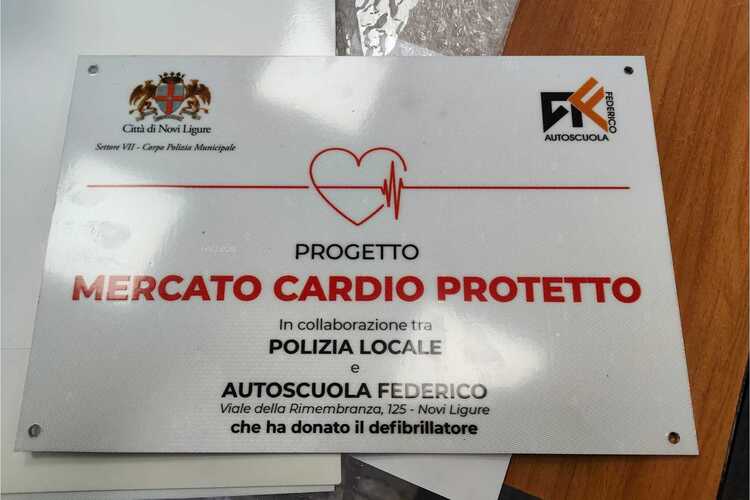 Città di Novi Ligure
Settore VII - Corpo Polizia Municipale
FEDERICO
AUTOSCUOLA
PROGETTO
MERCATO CARDIO PROTETTO
In collaborazione tra
POLIZIA LOCALE
e
AUTOSCUOLA FEDERICO
Viale della Rimembranza, 125 - Novi Ligure
che ha donato il defibrillatore